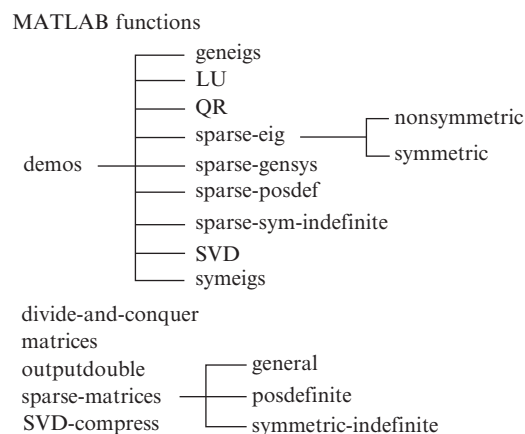 MATLAB functions
demos
geneigs
LU
QR
sparse-eig
nonsymmetric
symmetric
sparse-gensys
sparse-posdef
sparse-sym-indefinite
SVD
symeigs
divide-and-conquer
matrices
outputdouble
sparse-matrices
general
posdefinite
symmetric-indefinite
SVD-compress